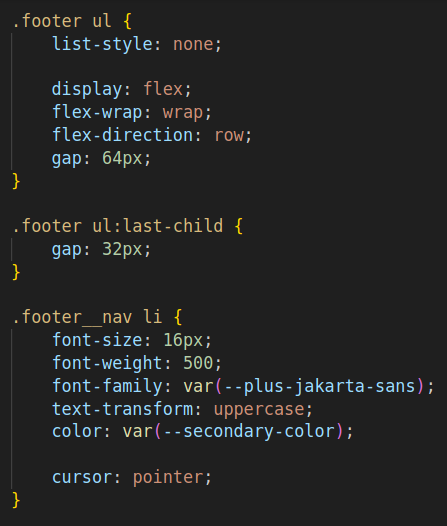 .footer ul {
    list-style: none;

    display: flex;
    flex-wrap: wrap;
    flex-direction: row;
    gap: 64px;
}

.footer ul:last-child {
    gap: 32px;
}

.footer__nav li {
    font-size: 16px;
    font-weight: 500;
    font-family: var(--plus-jakarta-sans);
    text-transform: uppercase;
    color: var(--secondary-color);

    cursor: pointer;
}